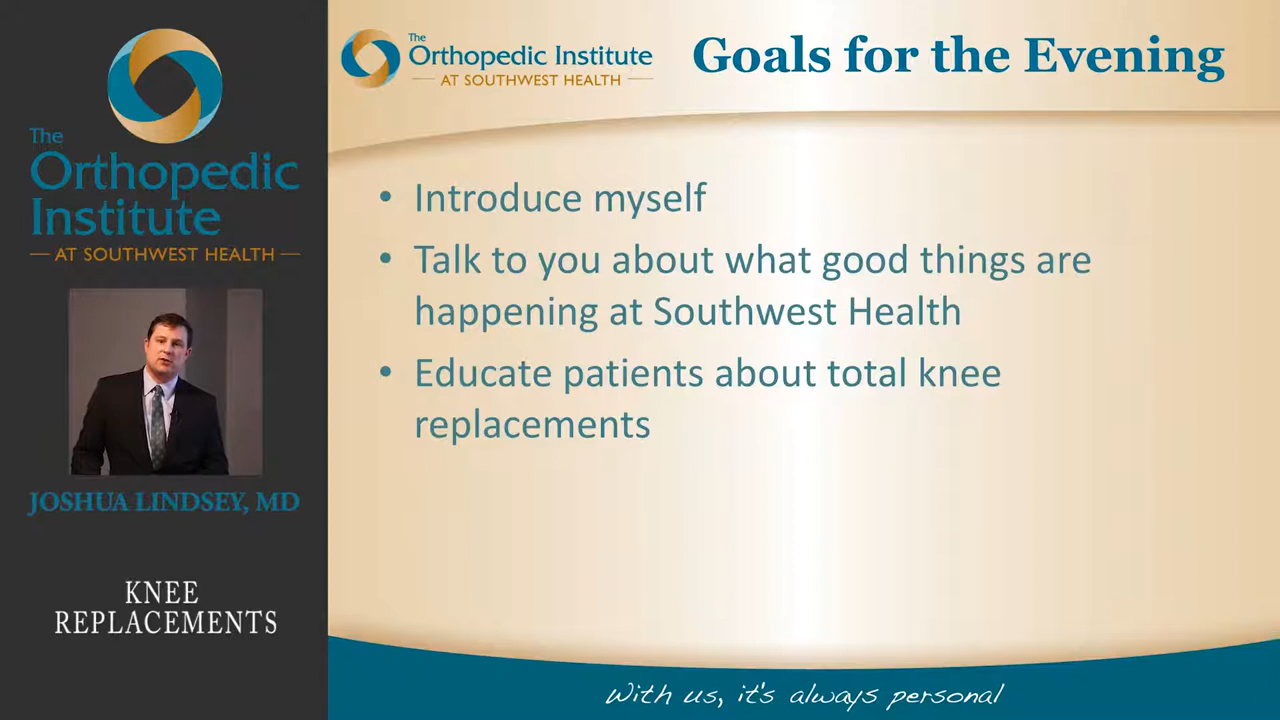 The
Orthopedic
Institute
AT SOUTHWEST HEALTH
JOSHUA LINDSEY, MD
KNEE
REPLACEMENTS
The
Orthopedic Institute
AT SOUTHWEST HEALTH
Goals for the Evening
• Introduce myself
• Talk to you about what good things are
happening at Southwest Health
• Educate patients about total knee
replacements
With us, it's always personal